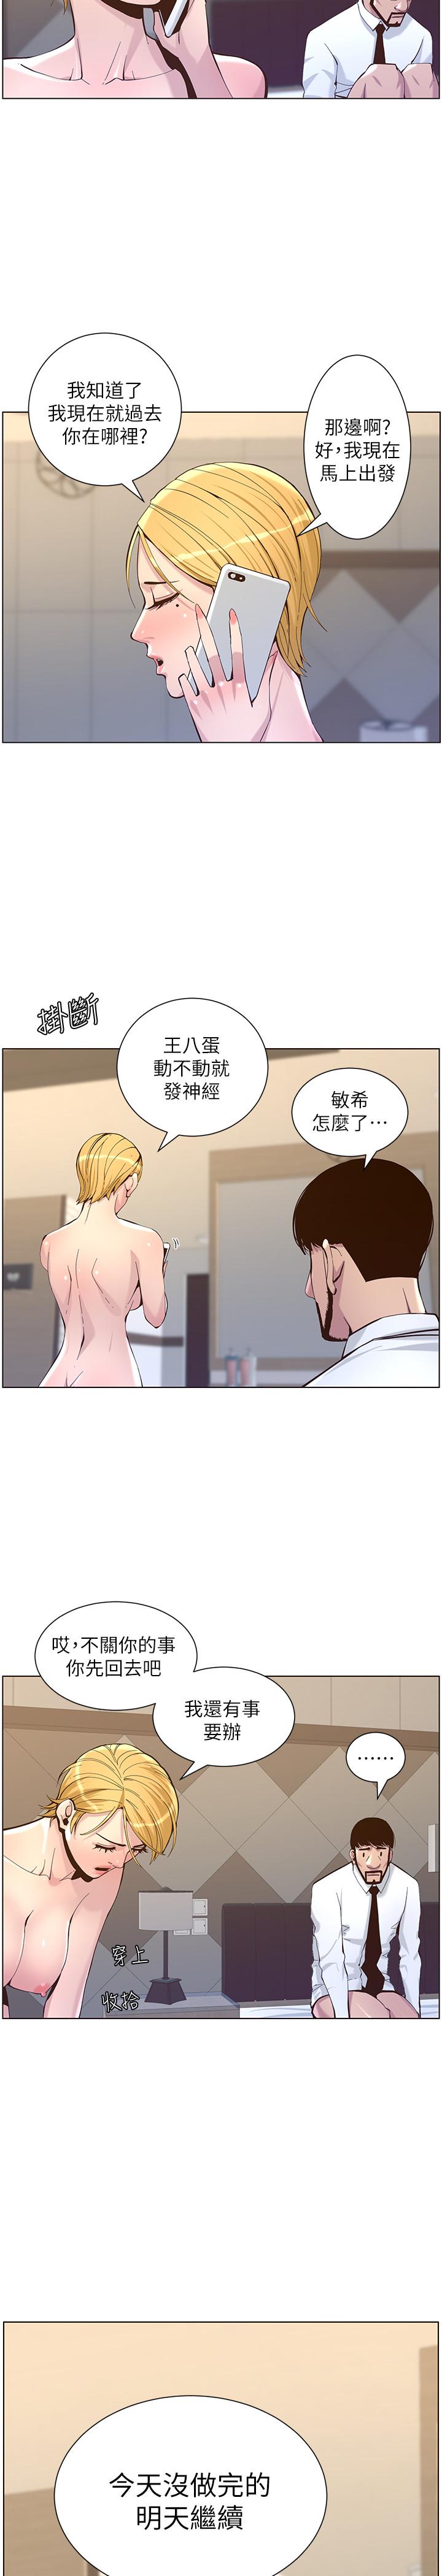 我知道了
我現在就過去
你在哪裡?
那邊啊?
好,我現在
馬上出發
掛斷
王八蛋
動不動就
發神經
敏希
怎麼了…
哎,不關你的事
你先回去吧
我還有事
要辦
……
穿上
收拾
今天沒做完的
明天繼續